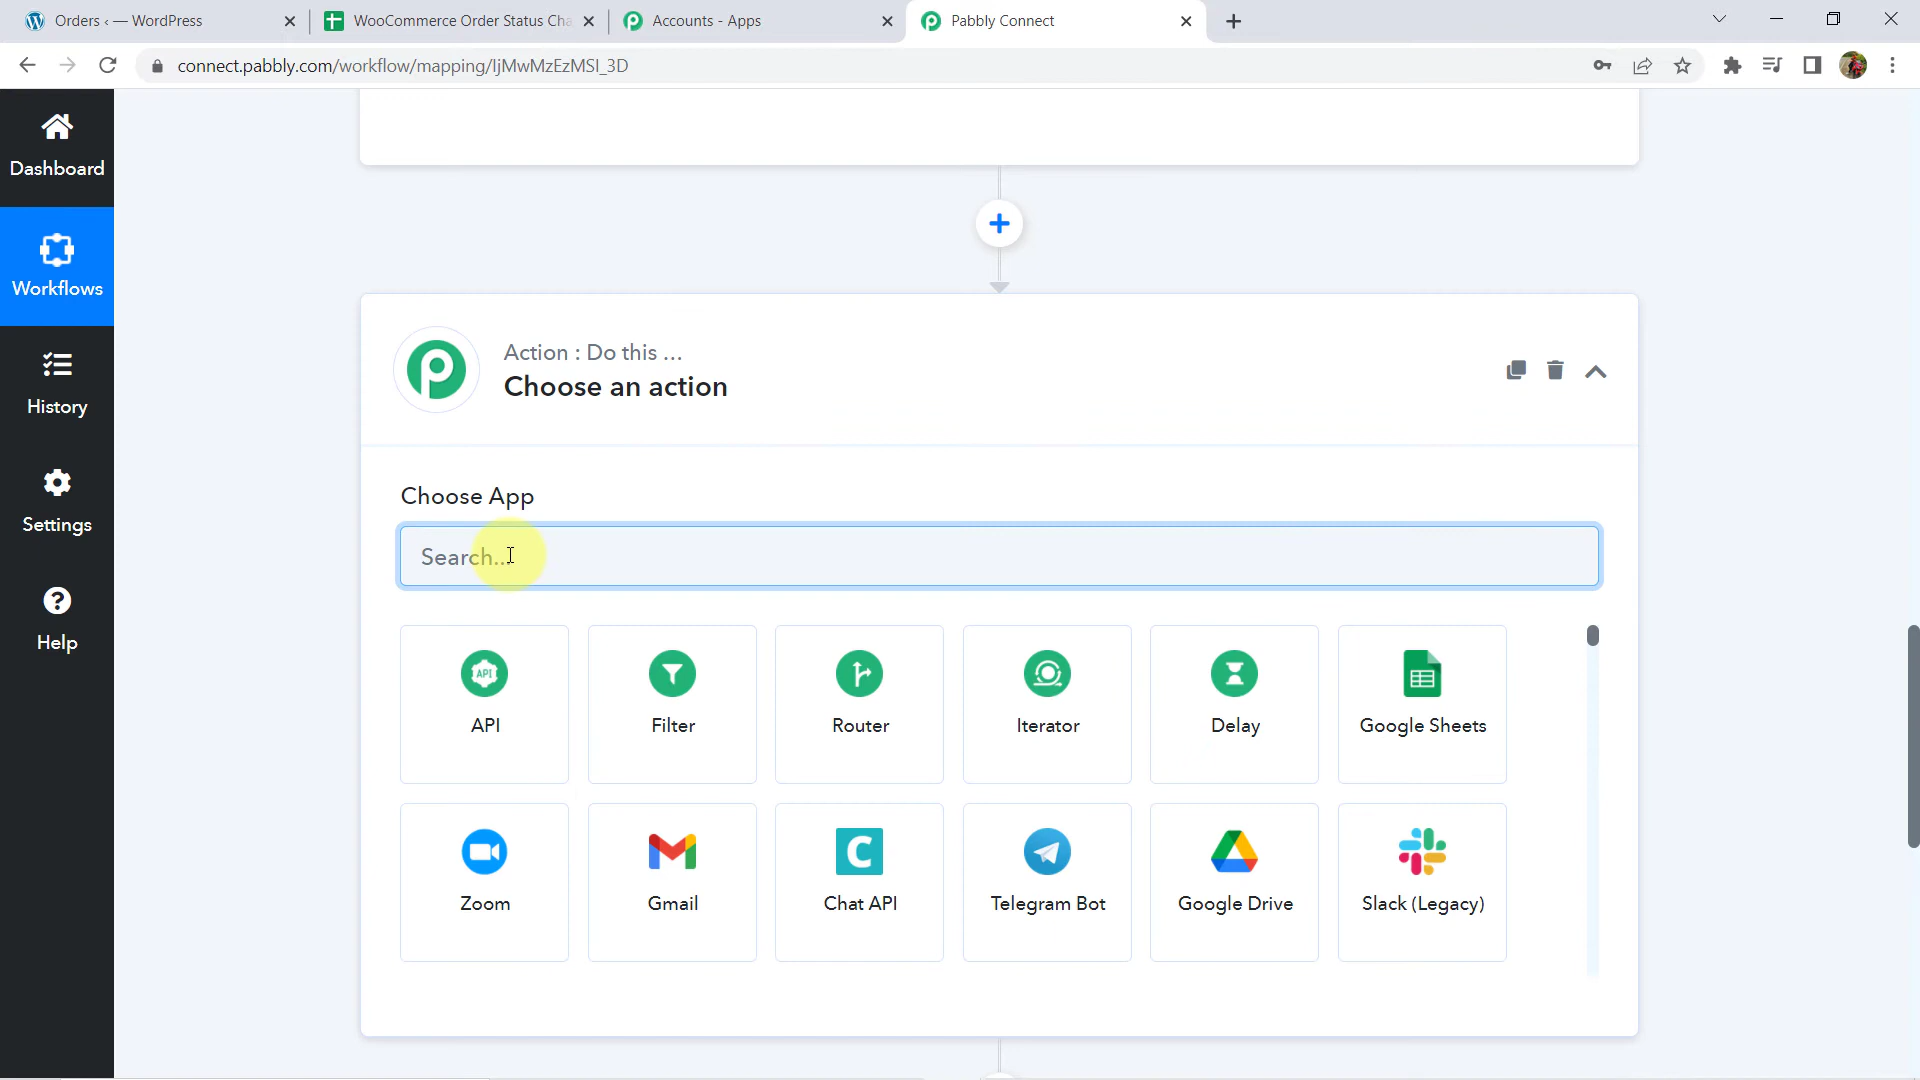 Orders ‹ — WordPress
WooCommerce Order Status Cha
Accounts - Apps
Pabbly Connect
connect.pabbly.com/workflow/mapping/IjMwMzEzMSI_3D
Dashboard
Workflows
History
Settings
Help
Action : Do this ...
Choose an action
Choose App
Search...
API
API
Filter
Router
Iterator
Delay
Google Sheets
Zoom
Gmail
C
Chat API
Telegram Bot
Google Drive
Slack (Legacy)